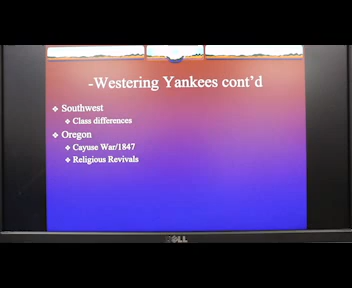 -Westering Yankees cont'd
❖ Southwest
❖ Class differences
❖ Oregon
❖ Cayuse War/1847
❖ Religious Revivals
DELL